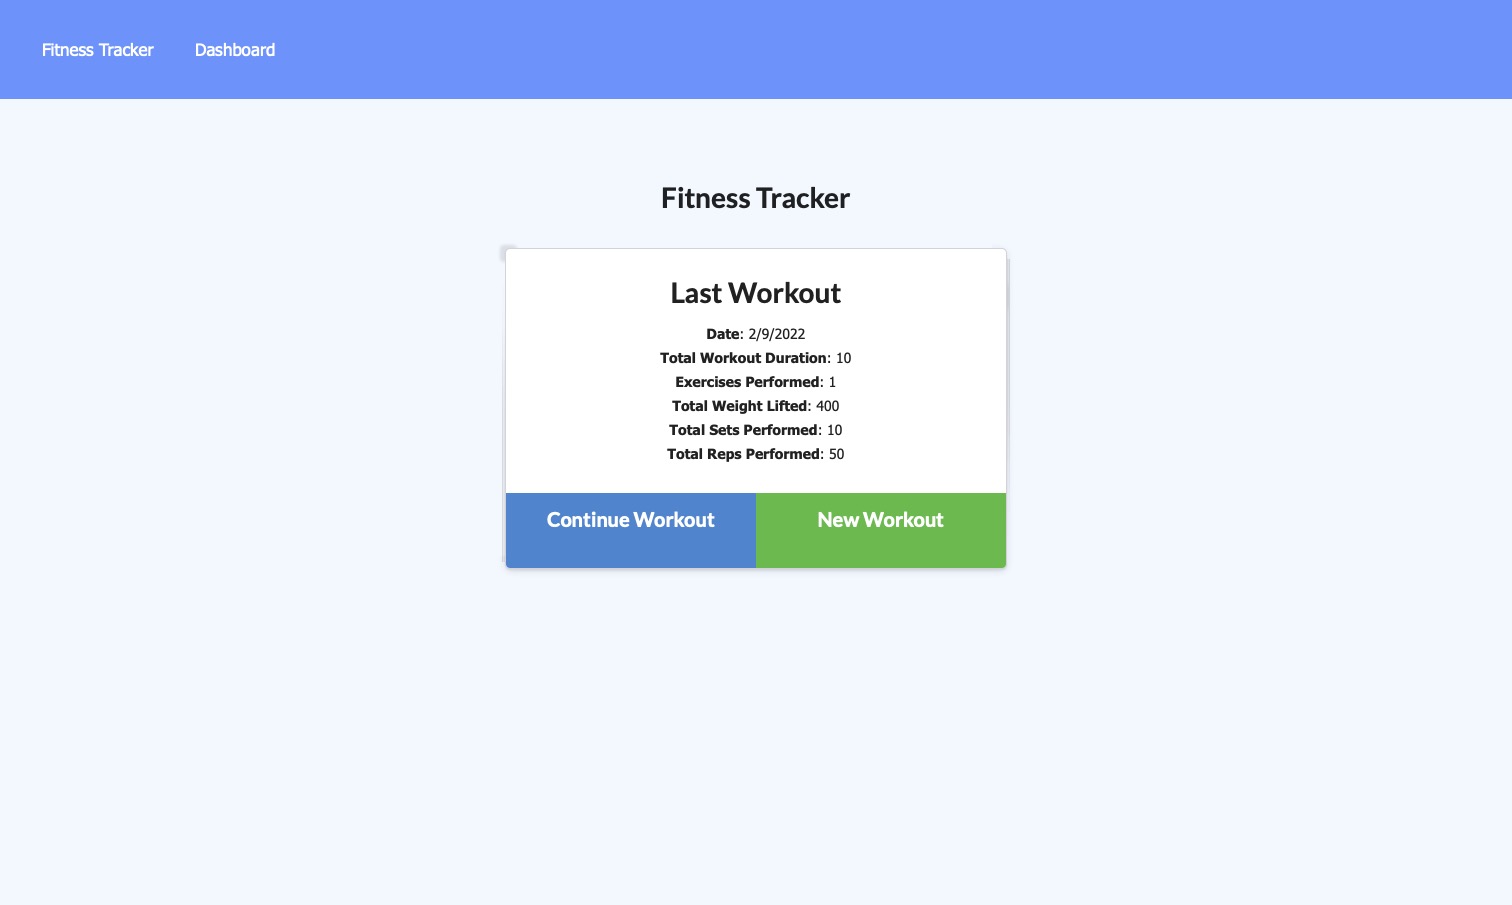 Fitness Tracker Dashboard
Fitness Tracker
Last Workout
Date: 2/9/2022
Total Workout Duration: 10
Exercises Performed: 1
Total Weight Lifted: 400
Total Sets Performed: 10
Total Reps Performed: 50
Continue Workout New Workout